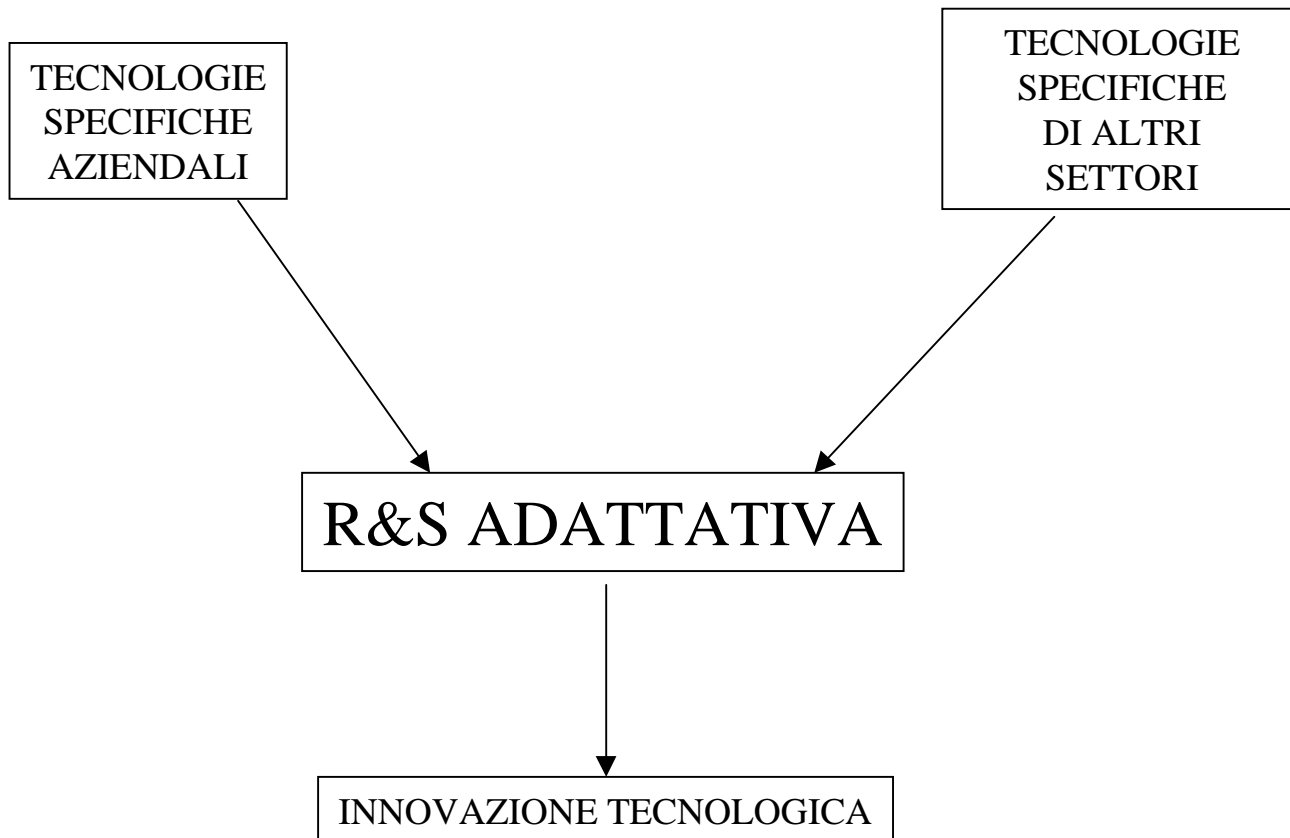 TECNOLOGIE
SPECIFICHE
AZIENDALI
TECNOLOGIE
SPECIFICHE
DI ALTRI
SETTORI
R&S ADATTATIVA
INNOVAZIONE TECNOLOGICA